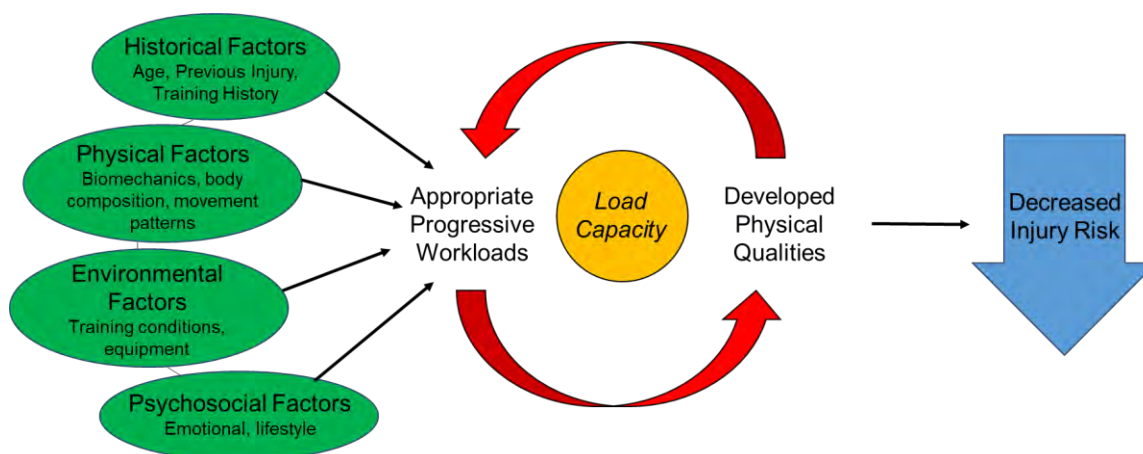 Historical Factors
Age, Previous Injury,
Training History
Physical Factors
Biomechanics, body
composition, movement
patterns
Environmental
Factors
Training conditions,
equipment
Psychosocial Factors
Emotional, lifestyle
Appropriate
Progressive
Workloads
Load
Capacity
Developed
Physical
Qualities
Decreased
Injury Risk